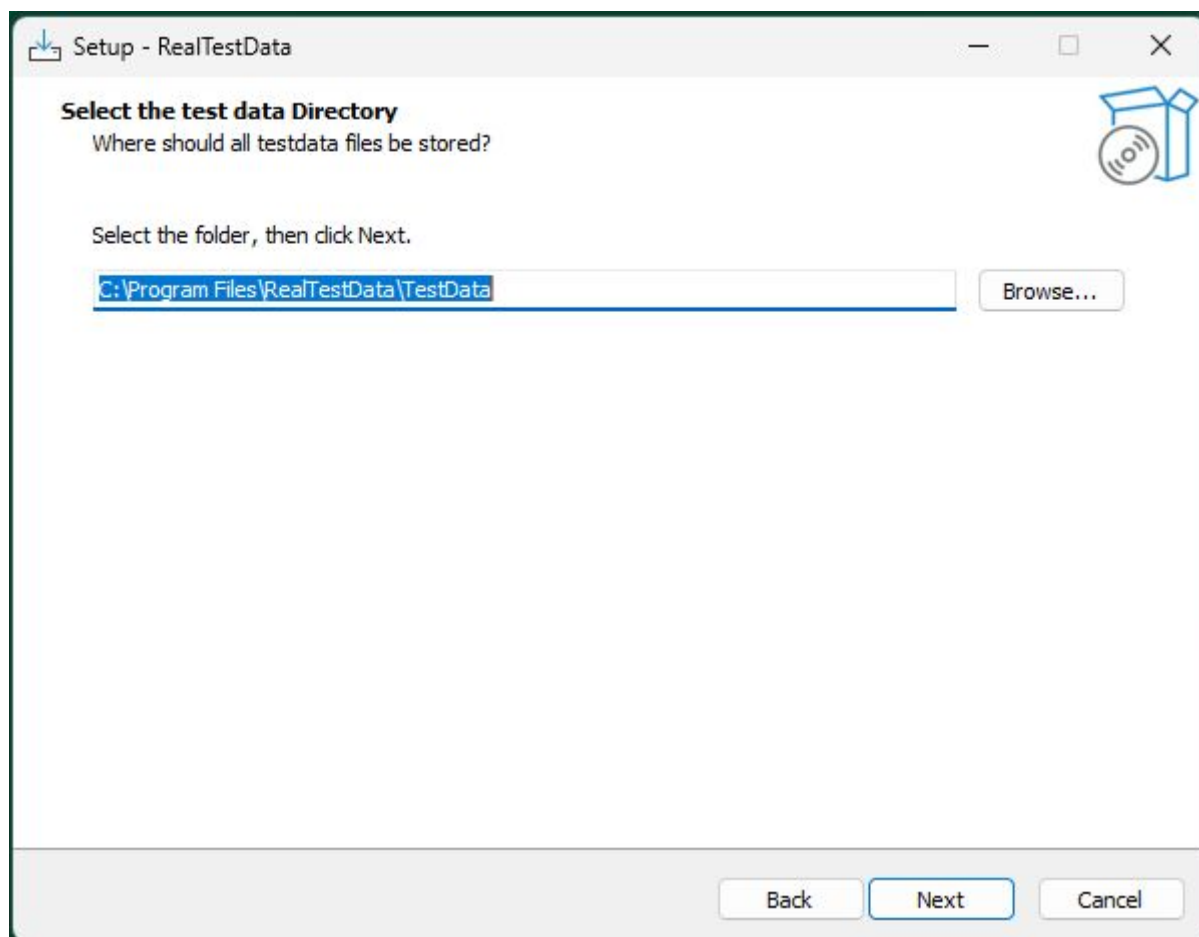 Setup - RealTestData
Select the test data Directory
Where should all testdata files be stored?
Select the folder, then click Next.
C:\Program Files\RealTestData\TestData
Browse...
Back
Next
Cancel